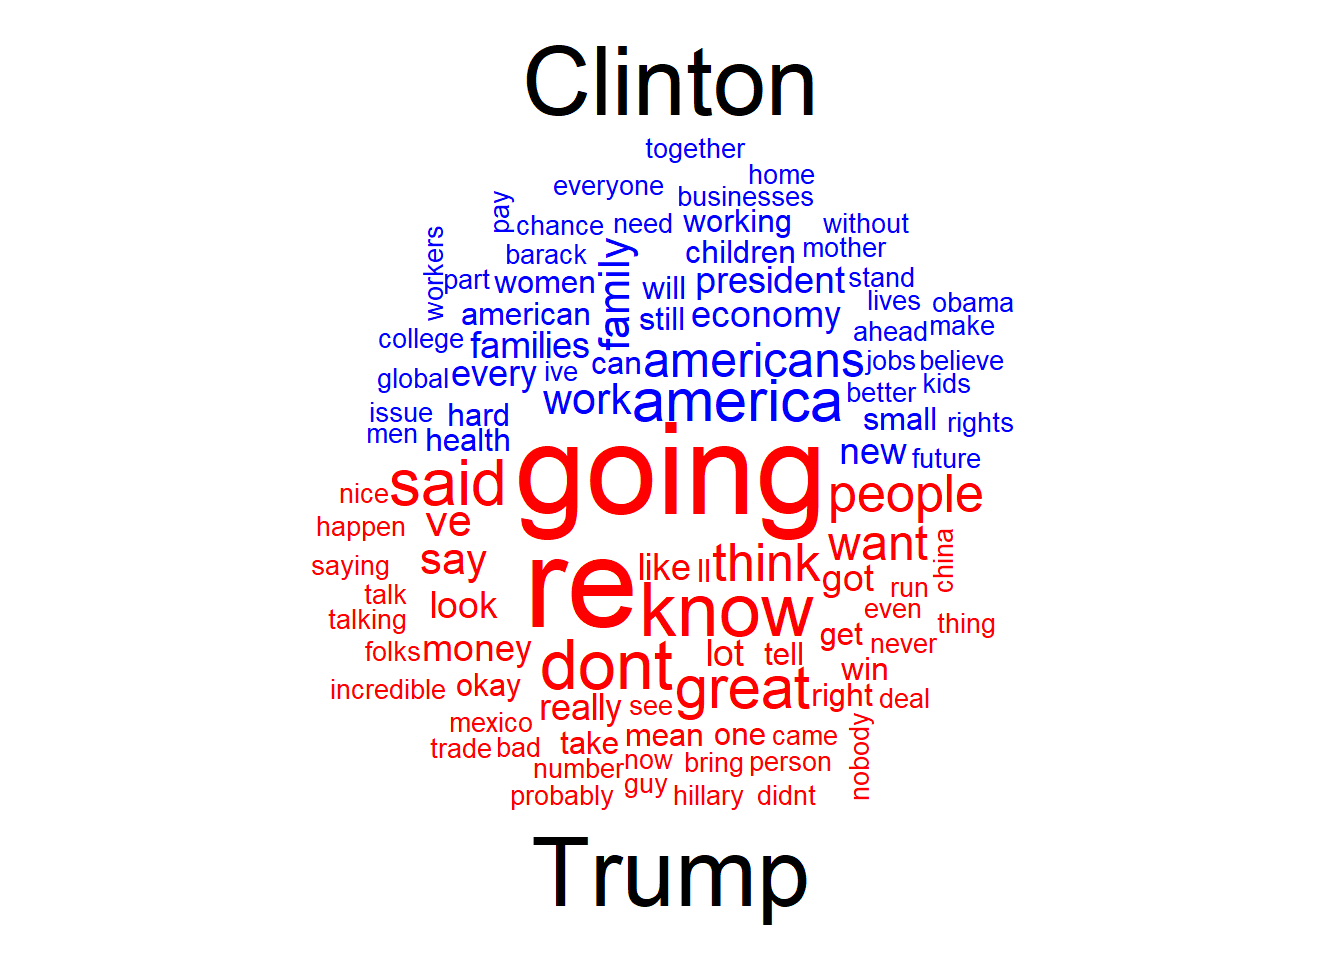 Clinton
together
home
everyone
businesses
pay
chance need working without
workers
barack
family
children mother
part women will president stand
lives obama
american still economy
ahead make
college families can americans jobs believe
global every ive
better kids
work america
issue hard small rights
men health
new future
going
said people
nice
happen ve
want china
saying say like ll think got
re
run
talk look know even
talking
thing
get never
folks money dont lot tell
win
incredible okay great right deal
really see
mexico
nobody
trade bad take mean one came
number now bring person
probably guy hillary didnt
Trump